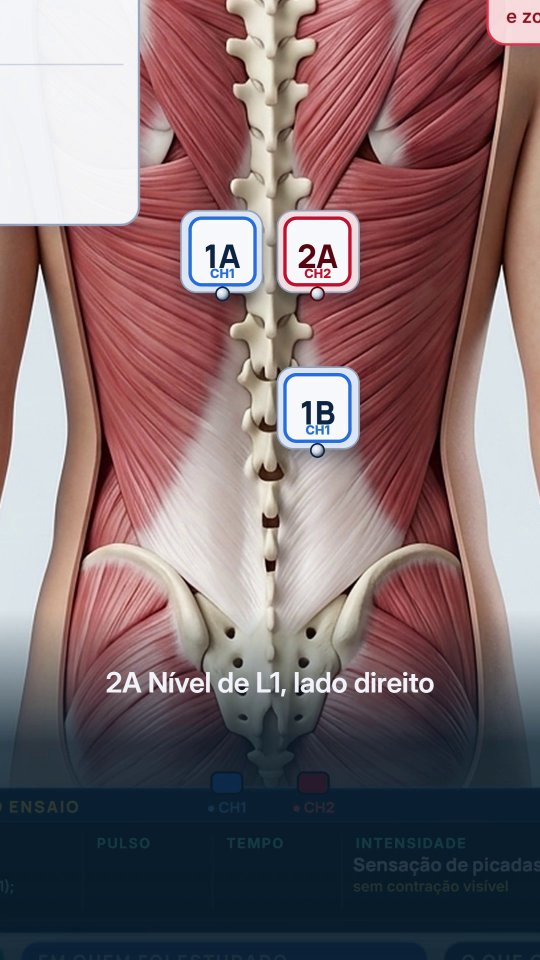 e zo
1A
CH1
2A
CH2
1B
CH1
2A Nível de L1, lado direito
ENSAIO
CH1
CH2
PULSO
TEMPO
INTENSIDADE
Sensação de picadas
sem contração visível
1);